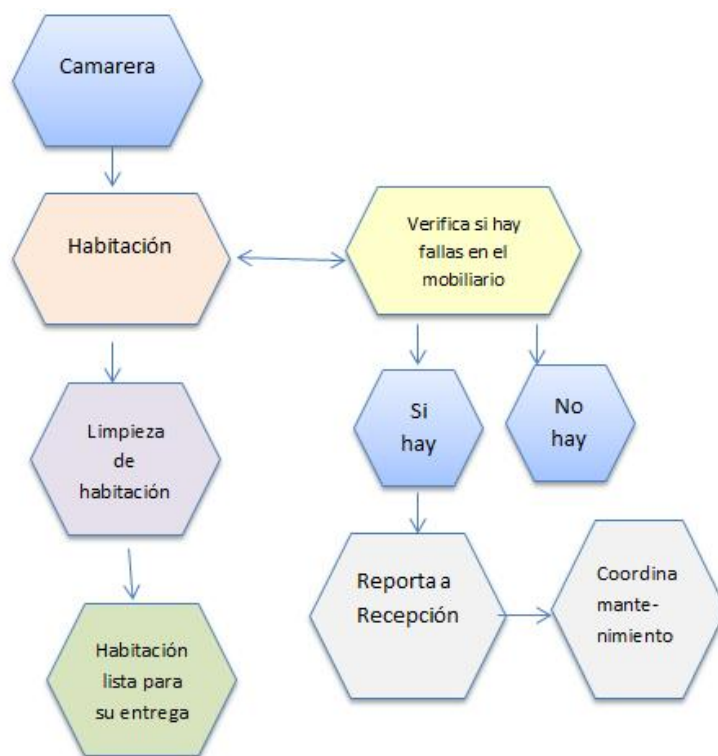 Camarera
Habitación
Verifica si hay
fallas en el
mobiliario
Limpieza
de
habitación
Si
hay
No
hay
Habitación
lista para
su entrega
Reporta a
Recepción
Coordina
mante-
nimiento